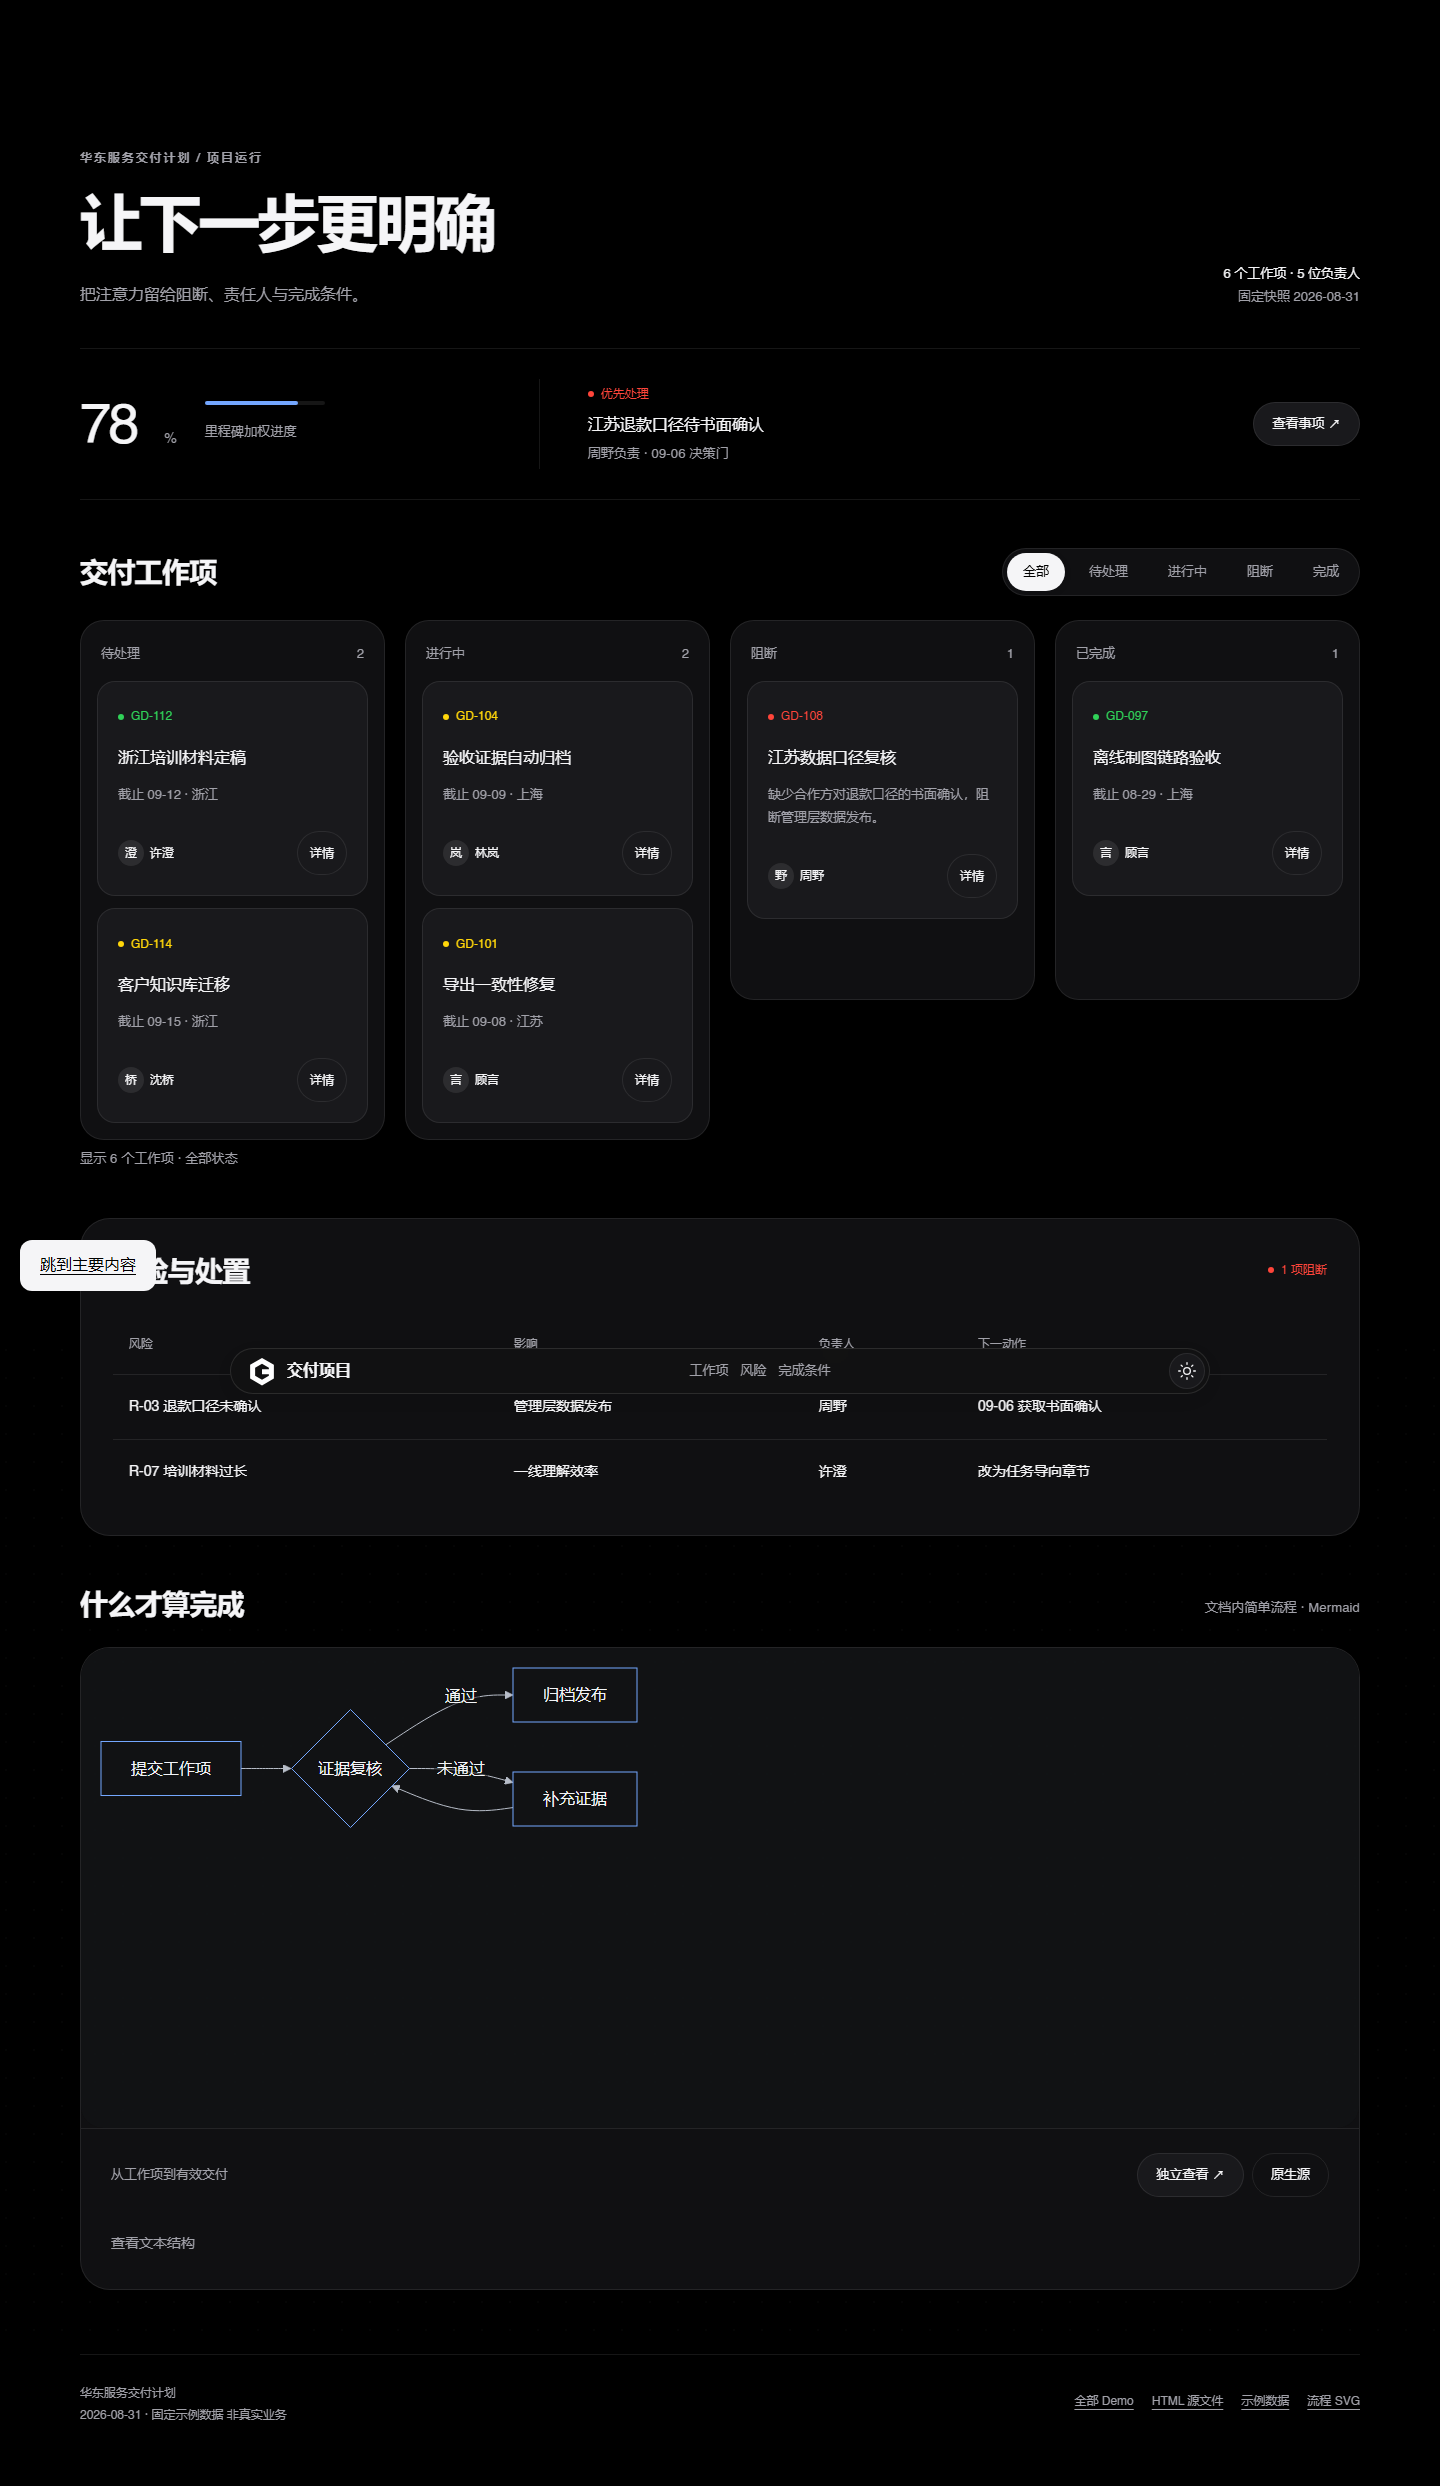 华东服务交付计划 / 项目运行
让下一步更明确
把注意力留给阻断、责任人与完成条件。
6 个工作项 · 5 位负责人
固定快照 2026-08-31
78 %
里程碑加权进度
优先处理
江苏退款口径待书面确认
周野负责 · 09-06 决策门
查看事项 ↗
交付工作项
全部 待处理 进行中 阻断 完成
待处理 2
GD-112
浙江培训材料定稿
截止 09-12 · 浙江
澄 许澄 详情
GD-114
客户知识库迁移
截止 09-15 · 浙江
桥 沈桥 详情
进行中 2
GD-104
验收证据自动归档
截止 09-09 · 上海
岚 林岚 详情
GD-101
导出一致性修复
截止 09-08 · 江苏
言 顾言 详情
阻断 1
GD-108
江苏数据口径复核
缺少合作方对退款口径的书面确认，阻
断管理层数据发布。
野 周野 详情
已完成 1
GD-097
离线制图链路验收
截止 08-29 · 上海
言 顾言 详情
显示 6 个工作项 · 全部状态
跳到主要内容
险与处置
1 项阻断
风险 影响 负责人 下一动作
交付项目 工作项 风险 完成条件
R-03 退款口径未确认 管理层数据发布 周野 09-06 获取书面确认
R-07 培训材料过长 一线理解效率 许澄 改为任务导向章节
什么才算完成
文档内简单流程 · Mermaid
提交工作项
证据复核
通过
归档发布
未通过
补充证据
从工作项到有效交付
独立查看 ↗ 原生源
查看文本结构
华东服务交付计划
2026-08-31 · 固定示例数据 非真实业务
全部 Demo HTML 源文件 示例数据 流程 SVG